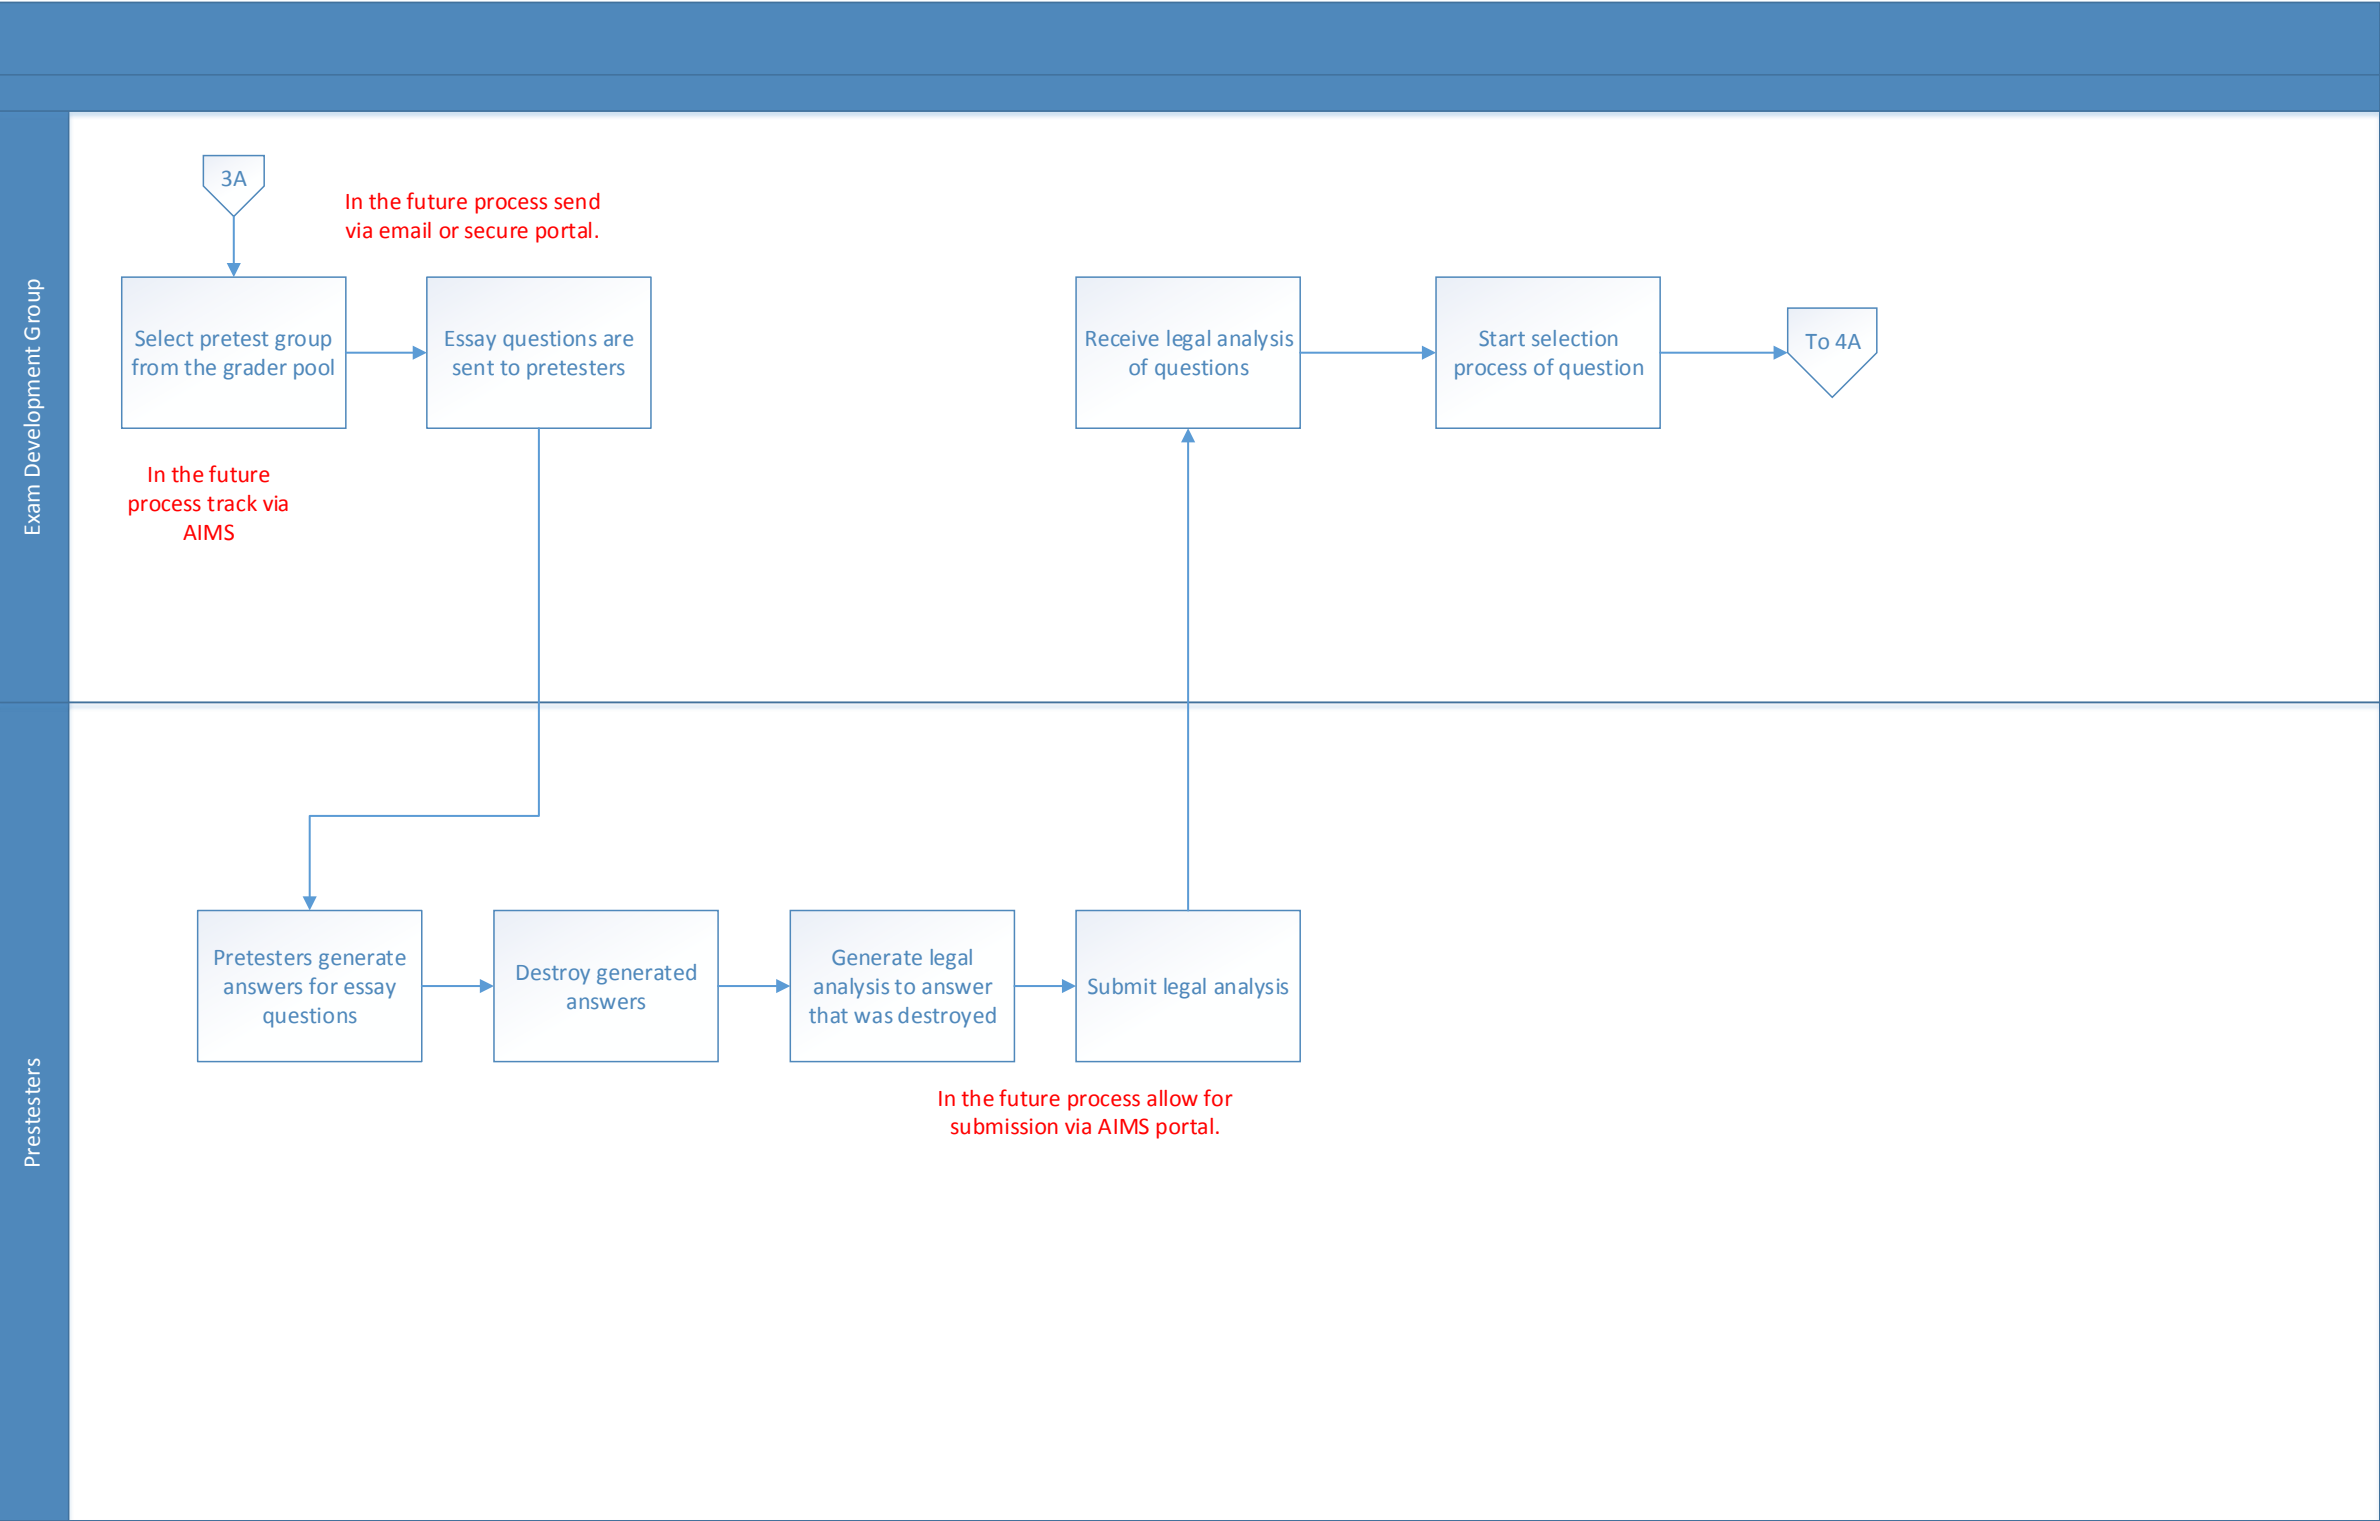 3A
In the future process send
via email or secure portal.
Exam Development Group
Select pretest group
from the grader pool
Essay questions are
sent to pretesters
Receive legal analysis
of questions
Start selection
process of question
To 4A
In the future
process track via
AIMS
Prestesters
Pretesters generate
answers for essay
questions
Destroy generated
answers
Generate legal
analysis to answer
that was destroyed
Submit legal analysis
In the future process allow for
submission via AIMS portal.